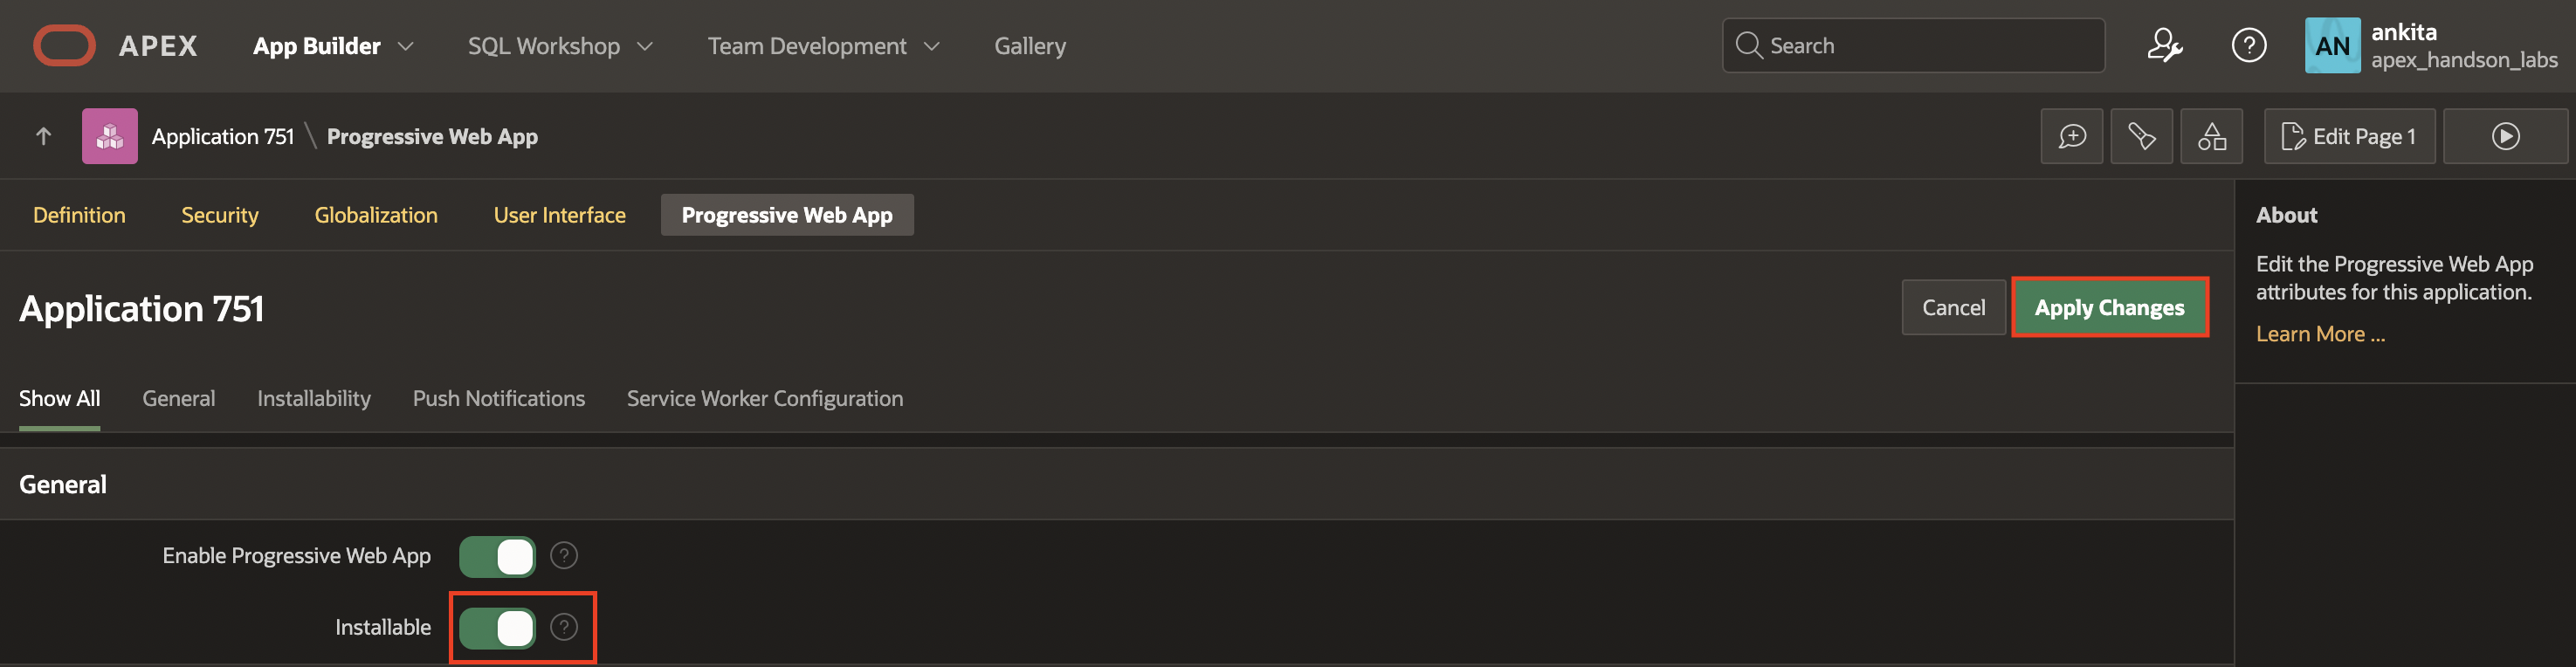 APEX App Builder SQL Workshop Team Development Gallery Search ? AN ankita
apex_handson_labs
Application 751 \ Progressive Web App Edit Page 1
Definition Security Globalization User Interface Progressive Web App
About
Edit the Progressive Web App
attributes for this application.
Learn More ...
Application 751 Cancel Apply Changes
Show All General Installability Push Notifications Service Worker Configuration
General
Enable Progressive Web App ?
Installable ?